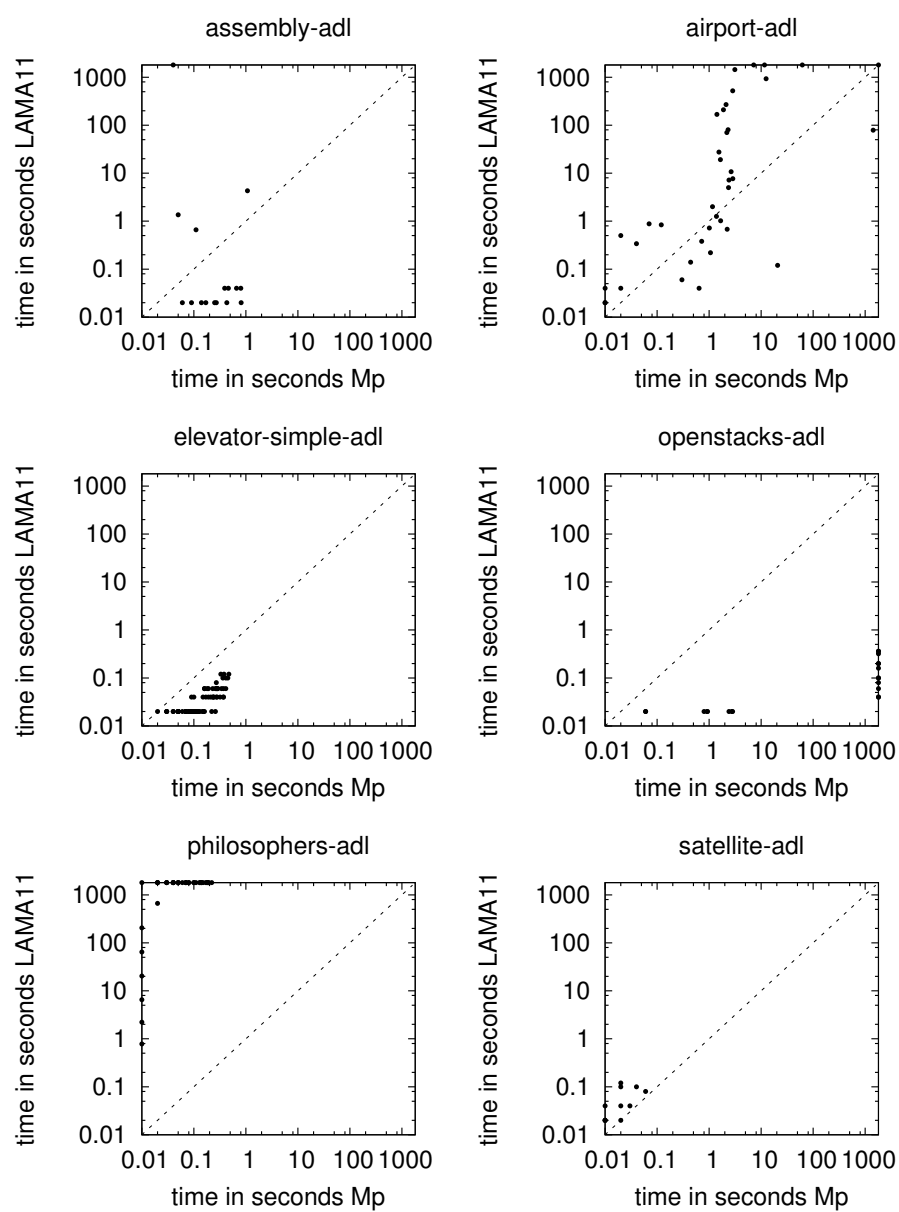 assembly-adl
time in seconds LAMA11
1000
100
10
1
0.1
0.01
0.01 0.1 1 10 100 1000
time in seconds Mp
airport-adl
time in seconds LAMA11
1000
100
10
1
0.1
0.01
0.01 0.1 1 10 100 1000
time in seconds Mp
elevator-simple-adl
time in seconds LAMA11
1000
100
10
1
0.1
0.01
0.01 0.1 1 10 100 1000
time in seconds Mp
openstacks-adl
time in seconds LAMA11
1000
100
10
1
0.1
0.01
0.01 0.1 1 10 100 1000
time in seconds Mp
philosophers-adl
time in seconds LAMA11
1000
100
10
1
0.1
0.01
0.01 0.1 1 10 100 1000
time in seconds Mp
satellite-adl
time in seconds LAMA11
1000
100
10
1
0.1
0.01
0.01 0.1 1 10 100 1000
time in seconds Mp